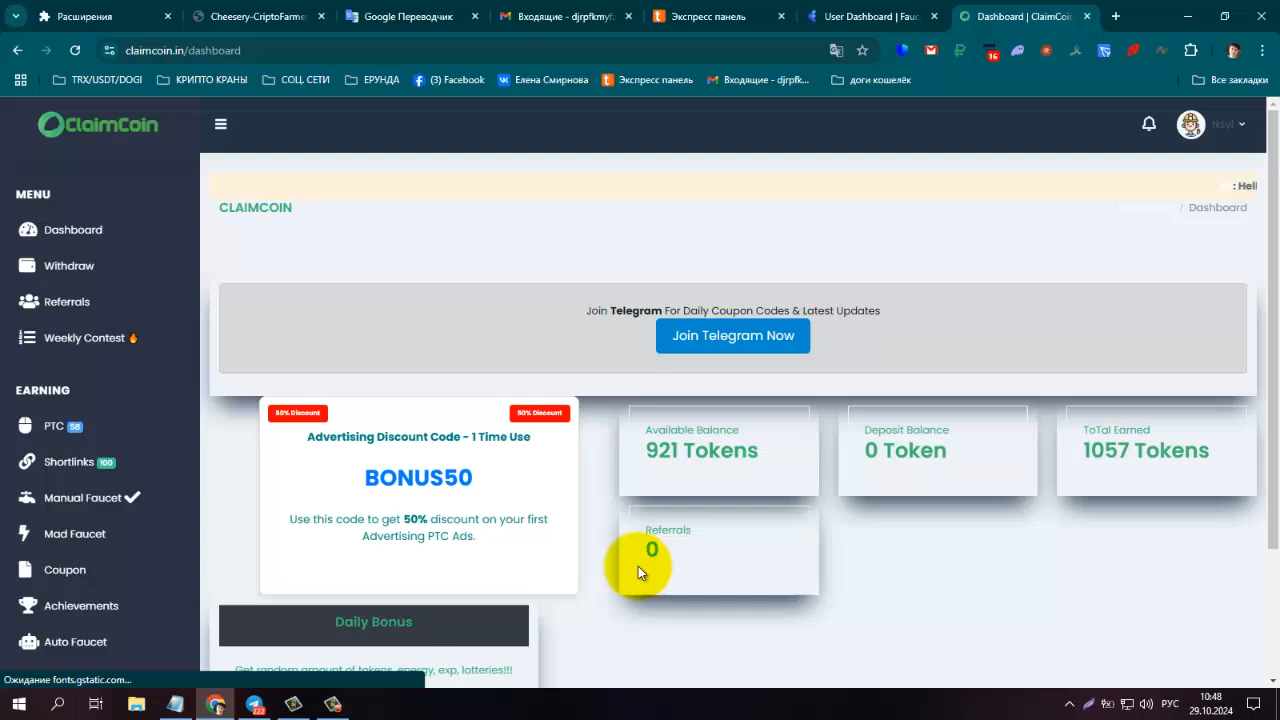 Расширения
Cheesery-CriptoFarmer
Google Переводчик
Входящие - djrpfkmyfz
Экспресс панель
User Dashboard | Fauc
Dashboard | ClaimCoin
claimcoin.in/dashboard
16
TRX/USDT/DOGI
КРИПТО КРАНЫ
СОЦ. СЕТИ
ЕРУНДА
(3) Facebook
Елена Смирнова
Экспресс панель
Входящие - djrpfk...
доги кошелёк
Все закладки
ClaimCoin
rktyf
MENU
Dashboard
Withdraw
Referrals
Weekly Contest
EARNING
PTC 58
Shortlinks 100
Manual Faucet
Mad Faucet
Coupon
Achievements
Auto Faucet
: Hell
CLAIMCOIN
/ Dashboard
Join Telegram For Daily Coupon Codes & Latest Updates
Join Telegram Now
50% Discount
50% Discount
Advertising Discount Code - 1 Time Use
BONUS50
Use this code to get 50% discount on your first
Advertising PTC Ads.
Available Balance
921 Tokens
Deposit Balance
0 Token
ToTal Earned
1057 Tokens
Referrals
0
Daily Bonus
Get random amount of tokens, energy, exp, lotteries!!!
Ожидание fonts.gstatic.com...
222
РУС
10:48
29.10.2024